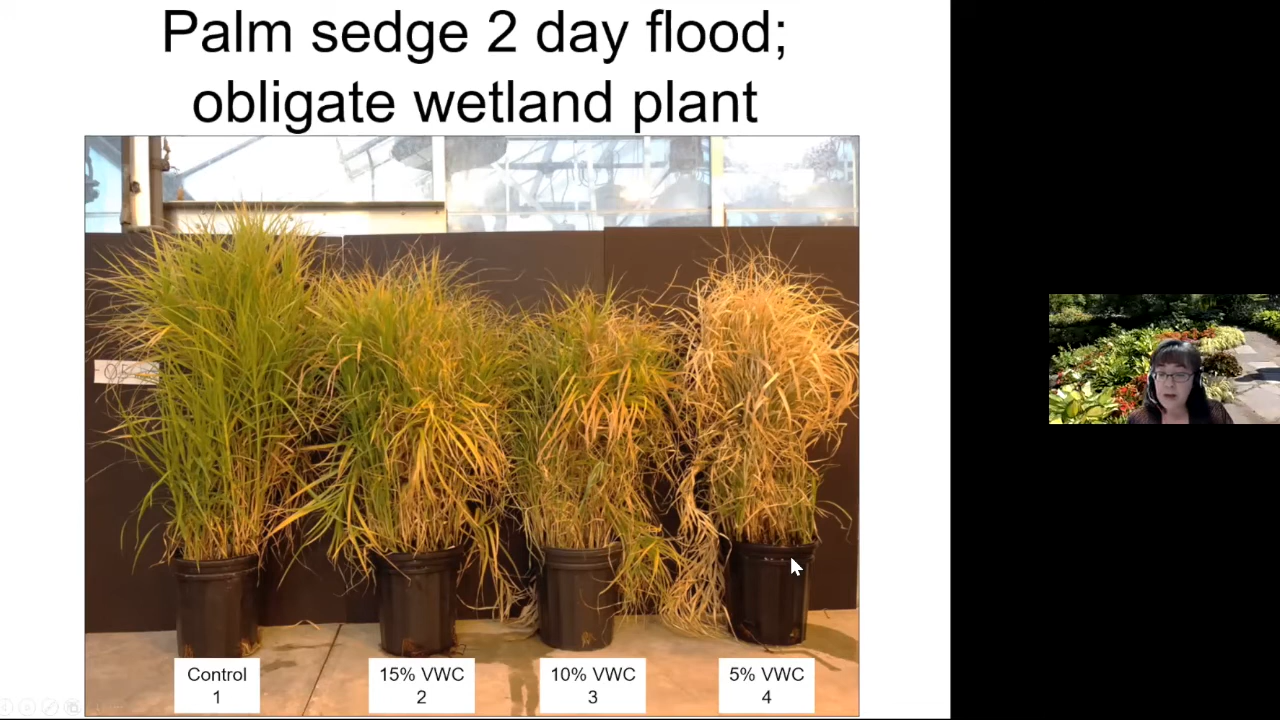 Palm sedge 2 day flood;
obligate wetland plant
Control
1
15% VWC
2
10% VWC
3
5% VWC
4